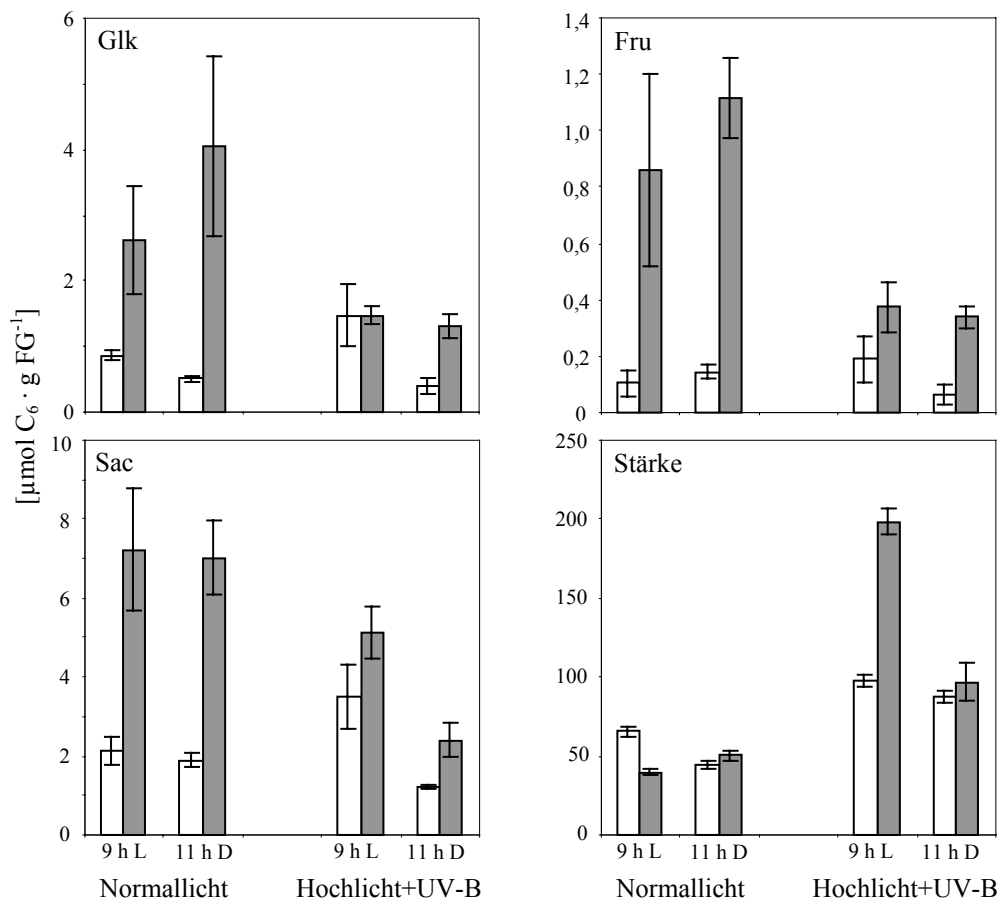 Glk
6
4
2
0
Fru
1,4
1,2
1,0
0,8
0,6
0,4
0,2
0
[µmol C₆ · g FG⁻¹]
Sac
10
8
6
4
2
0
9 h L 11 h D 9 h L 11 h D
Normallicht Hochlicht+UV-B
Stärke
250
200
150
100
50
0
9 h L 11 h D 9 h L 11 h D
Normallicht Hochlicht+UV-B